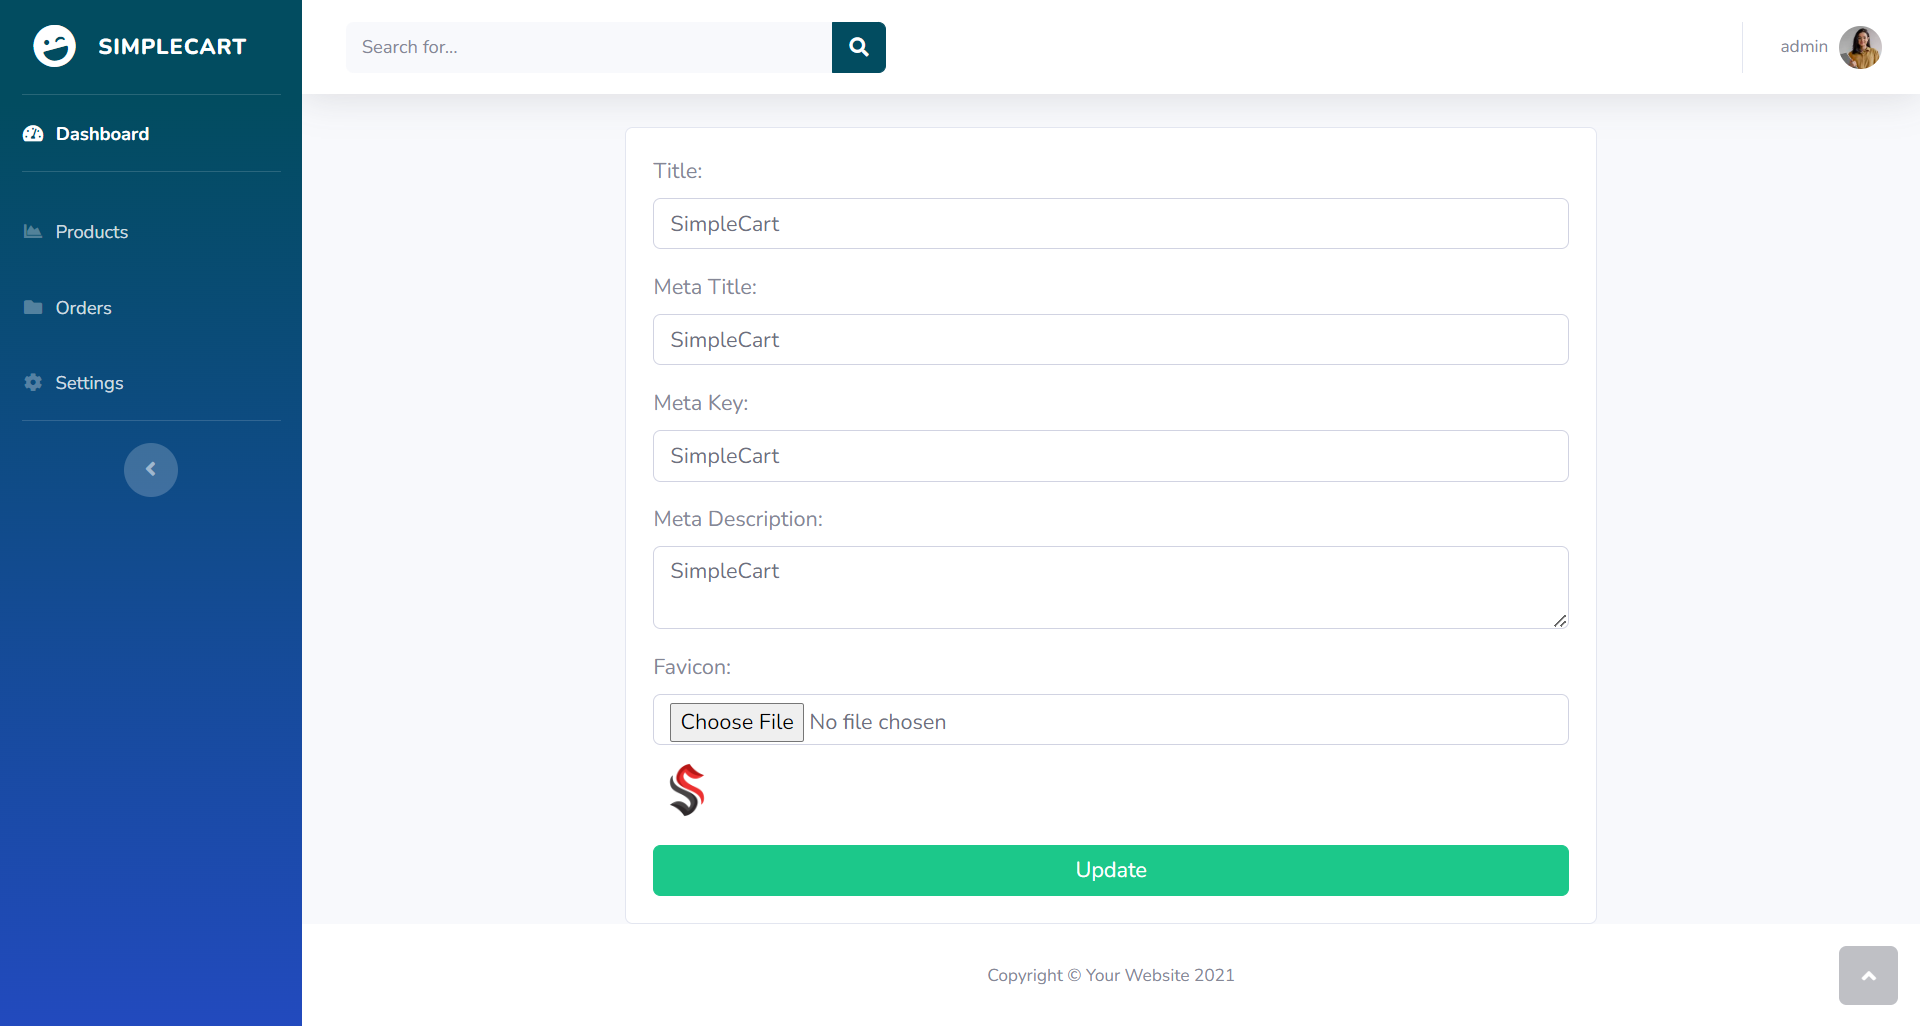 SIMPLECART
Search for...
admin
Dashboard
Products
Orders
Settings
Title:
SimpleCart
Meta Title:
SimpleCart
Meta Key:
SimpleCart
Meta Description:
SimpleCart
Favicon:
Choose File No file chosen
Update
Copyright © Your Website 2021